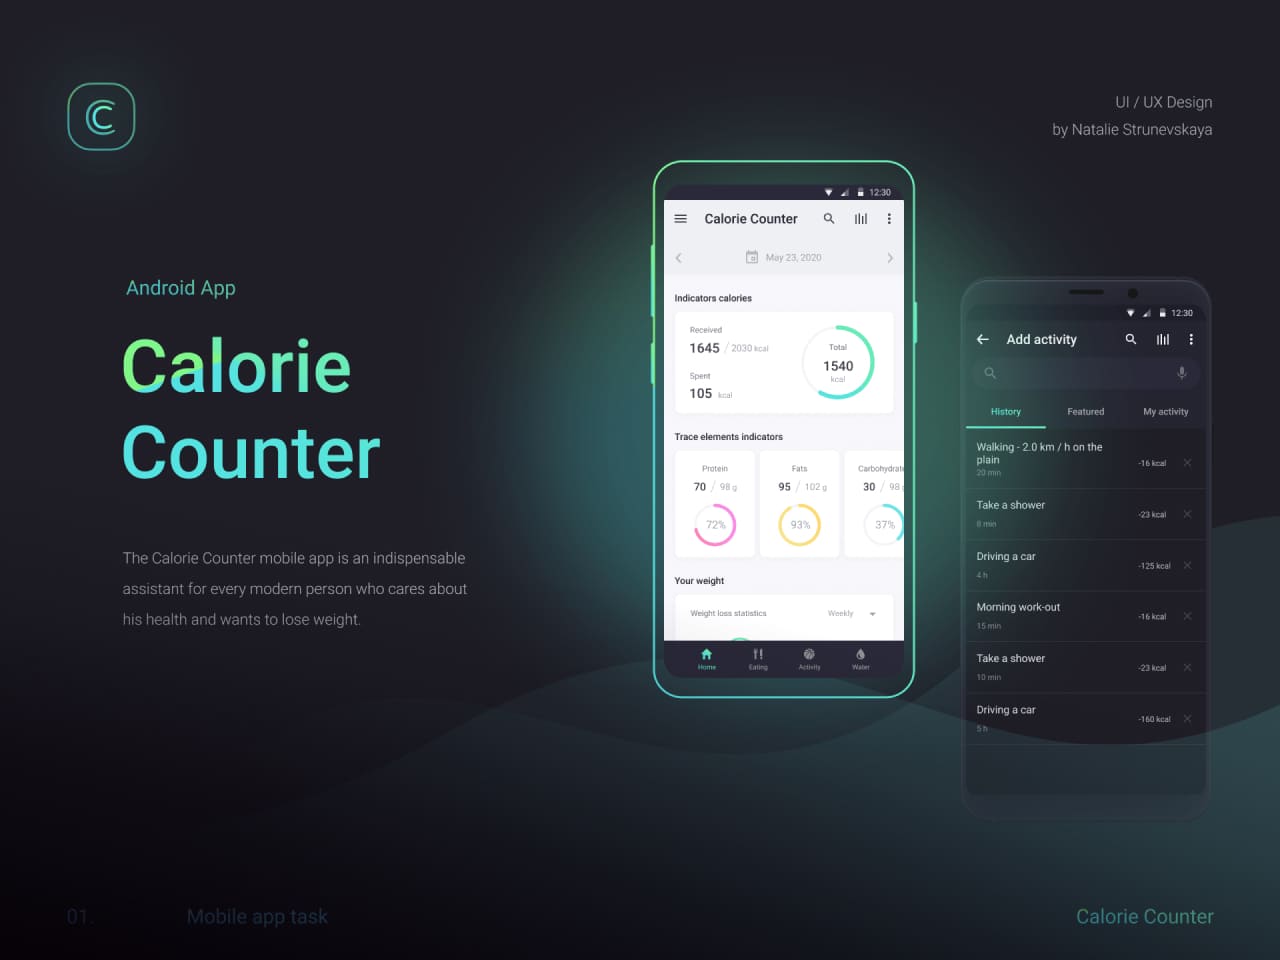 C
UI / UX Design
by Natalie Strunevskaya
Android App
Calorie
Counter
The Calorie Counter mobile app is an indispensable
assistant for every modern person who cares about
his health and wants to lose weight.
12:30
Calorie Counter
May 23, 2020
Indicators calories
Received
1645 / 2030 kcal
Spent
105 kcal
Total
1540
kcal
Trace elements indicators
Protein
70 / 98 g
72%
Fats
95 / 102 g
93%
Carbohydrate
30 / 98 g
37%
Your weight
Weight loss statistics
Weekly
Home
Eating
Activity
Water
12:30
Add activity
History
Featured
My activity
Walking - 2.0 km / h on the
plain
20 min
-16 kcal
Take a shower
8 min
-23 kcal
Driving a car
4 h
-125 kcal
Morning work-out
15 min
-16 kcal
Take a shower
10 min
-23 kcal
Driving a car
5 h
-160 kcal
01.
Mobile app task
Calorie Counter